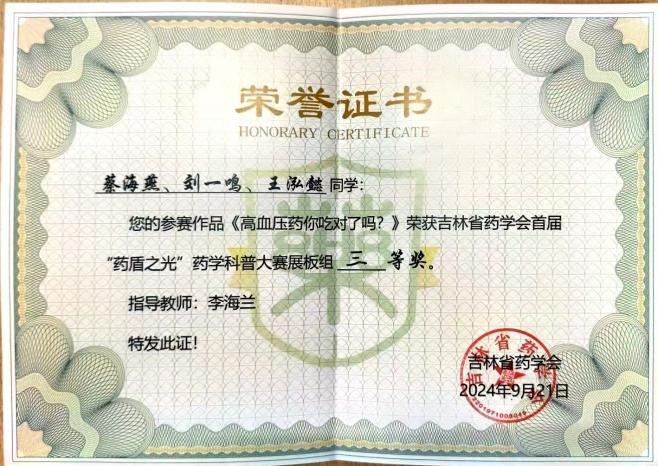 荣誉证书
HONORARY CERTIFICATE
蔡海燕、刘一鸣、王泓懿 同学：
您的参赛作品《高血压药你吃对了吗？》荣获吉林省药学会首届
“药盾之光”药学科普大赛展板组 三 等奖。
指导教师：李海兰
特发此证！
吉林省药学会
2024年9月21日